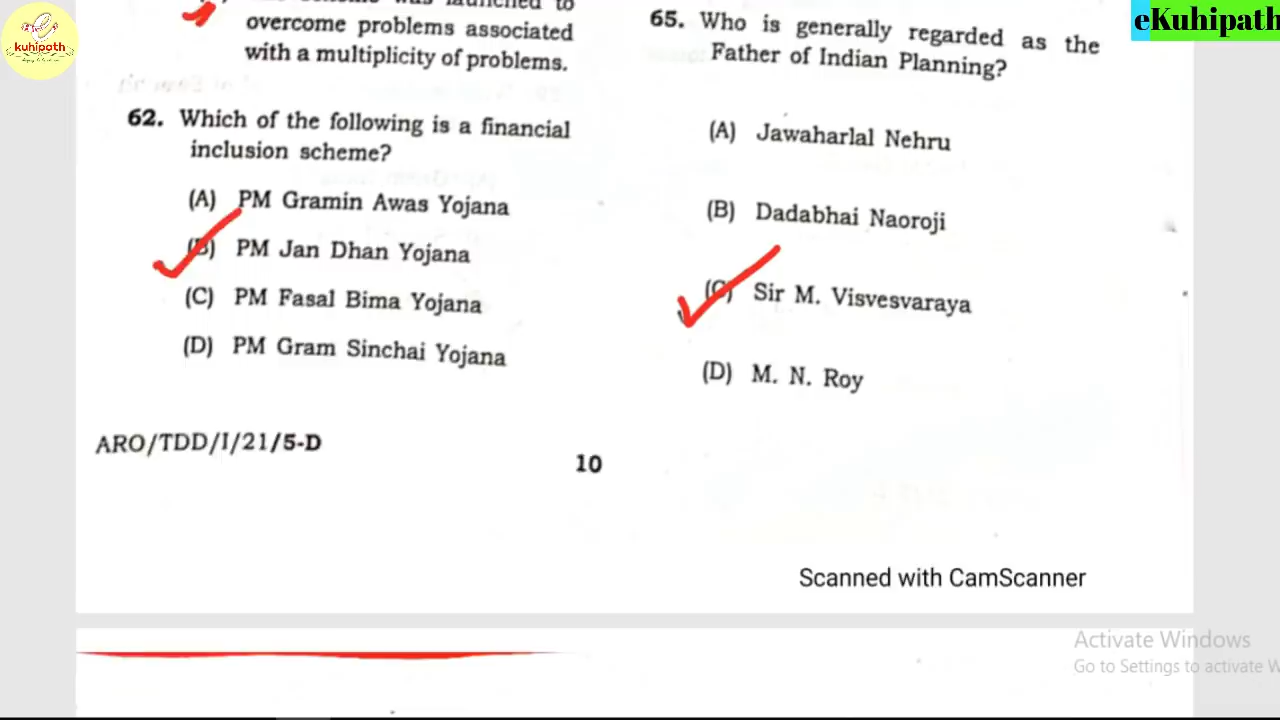 kuhipath
eKuhipath
overcome problems associated
with a multiplicity of problems.
62. Which of the following is a financial
inclusion scheme?
(A) PM Gramin Awas Yojana
(B) PM Jan Dhan Yojana
(C) PM Fasal Bima Yojana
(D) PM Gram Sinchai Yojana
ARO/TDD/I/21/5-D
10
65. Who is generally regarded as the
Father of Indian Planning?
(A) Jawaharlal Nehru
(B) Dadabhai Naoroji
(C) Sir M. Visvesvaraya
(D) M. N. Roy
Scanned with CamScanner
Activate Windows
Go to Settings to activate W